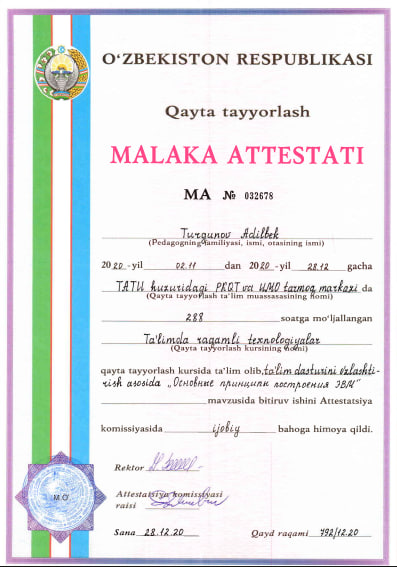 O‘ZBEKISTON RESPUBLIKASI
Qayta tayyorlash
MALAKA ATTESTATI
MA № 032678
Turgunov Adilbek
(Pedagogning familiyasi, ismi, otasining ismi)
2020-yil 02.11 dan 2020-yil 28.12 gacha
TATU huzuridagi PKQT va UMO tarmoq markazi da
(Qayta tayyorlash ta’lim muassasasining nomi)
288 soatga mo‘ljallangan
Ta'limda raqamli texnologiyalar
(Qayta tayyorlash kursining nomi)
qayta tayyorlash kursida ta’lim olib, ta'lim dasturini o'zlashti-
rish asosida „Основные принципы построения ЭВМ"
mavzusida bitiruv ishini Attestatsiya
komissiyasida ijobiy bahoga himoya qildi.
Rektor
Attestatsiya komissiyasi
raisi
M O‘
Sana 28.12.20 Qayd raqami 792/12.20